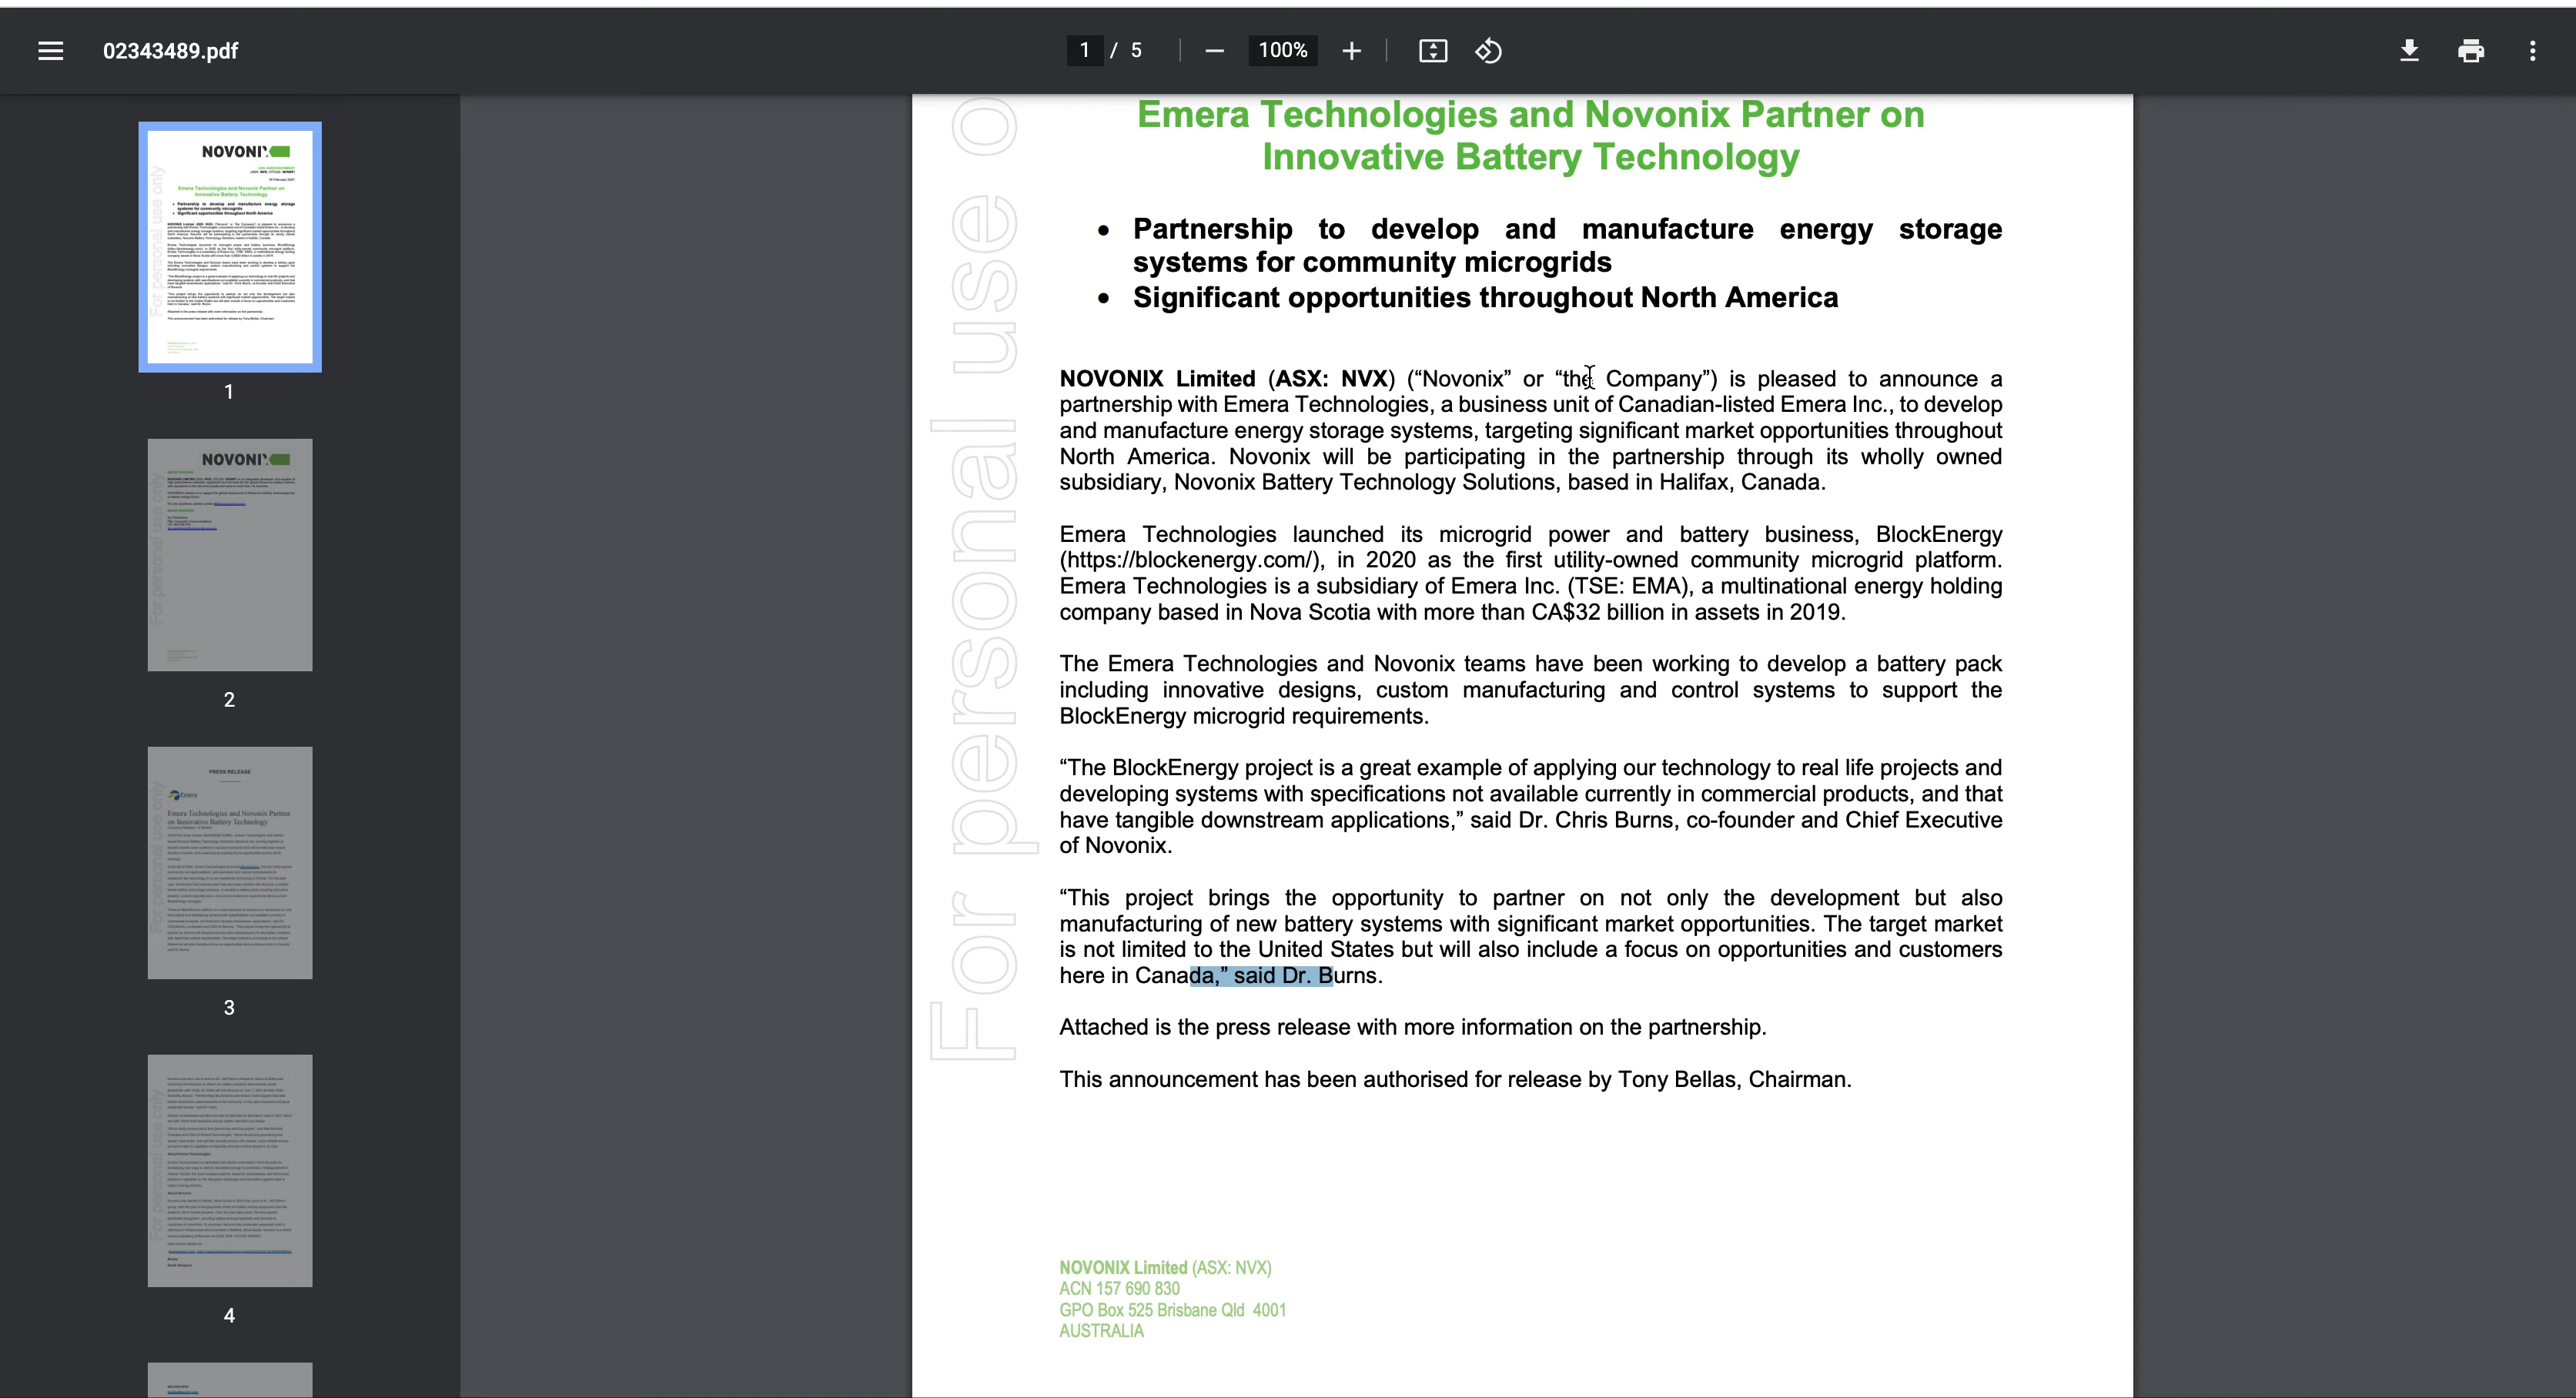 02343489.pdf
1 / 5
100%
NOVONIX
1
NOVONIX
2
PRESS RELEASE
Emera
Emera Technologies and Novonix Partner
on Innovative Battery Technology
3
4
For personal use o
Emera Technologies and Novonix Partner on
Innovative Battery Technology
• Partnership to develop and manufacture energy storage
systems for community microgrids
• Significant opportunities throughout North America
NOVONIX Limited (ASX: NVX) (“Novonix” or “the Company”) is pleased to announce a
partnership with Emera Technologies, a business unit of Canadian-listed Emera Inc., to develop
and manufacture energy storage systems, targeting significant market opportunities throughout
North America. Novonix will be participating in the partnership through its wholly owned
subsidiary, Novonix Battery Technology Solutions, based in Halifax, Canada.
Emera Technologies launched its microgrid power and battery business, BlockEnergy
(https://blockenergy.com/), in 2020 as the first utility-owned community microgrid platform.
Emera Technologies is a subsidiary of Emera Inc. (TSE: EMA), a multinational energy holding
company based in Nova Scotia with more than CA$32 billion in assets in 2019.
The Emera Technologies and Novonix teams have been working to develop a battery pack
including innovative designs, custom manufacturing and control systems to support the
BlockEnergy microgrid requirements.
“The BlockEnergy project is a great example of applying our technology to real life projects and
developing systems with specifications not available currently in commercial products, and that
have tangible downstream applications,” said Dr. Chris Burns, co-founder and Chief Executive
of Novonix.
“This project brings the opportunity to partner on not only the development but also
manufacturing of new battery systems with significant market opportunities. The target market
is not limited to the United States but will also include a focus on opportunities and customers
here in Canada,” said Dr. Burns.
Attached is the press release with more information on the partnership.
This announcement has been authorised for release by Tony Bellas, Chairman.
NOVONIX Limited (ASX: NVX)
ACN 157 690 830
GPO Box 525 Brisbane Qld 4001
AUSTRALIA